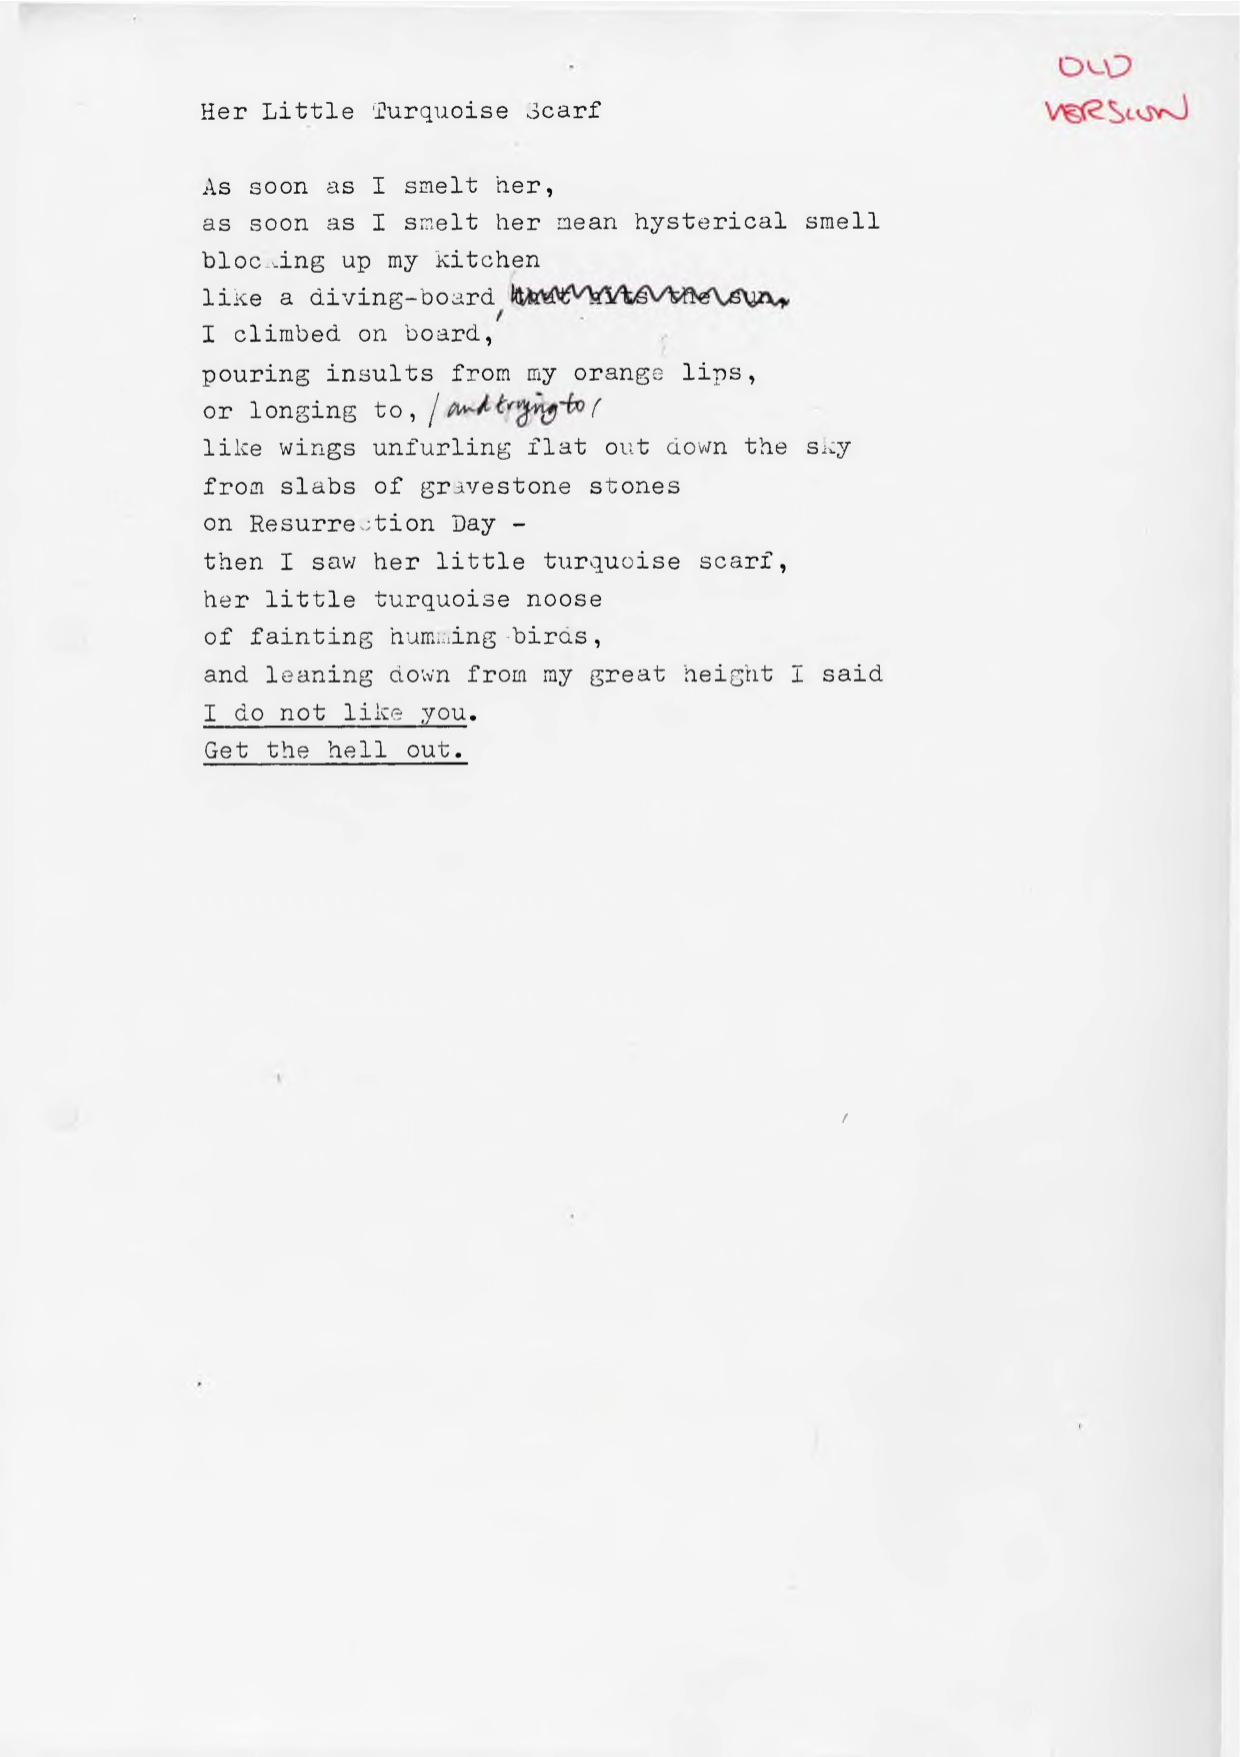 OLD
VERSION
Her Little Turquoise Scarf
As soon as I smelt her,
as soon as I smelt her mean hysterical smell
blocking up my kitchen
like a diving-board, that hits the sun,
I climbed on board,
pouring insults from my orange lips,
or longing to, / and trying to /
like wings unfurling flat out down the sky
from slabs of gravestone stones
on Resurrection Day -
then I saw her little turquoise scarf,
her little turquoise noose
of fainting humming birds,
and leaning down from my great height I said
I do not like you.
Get the hell out.